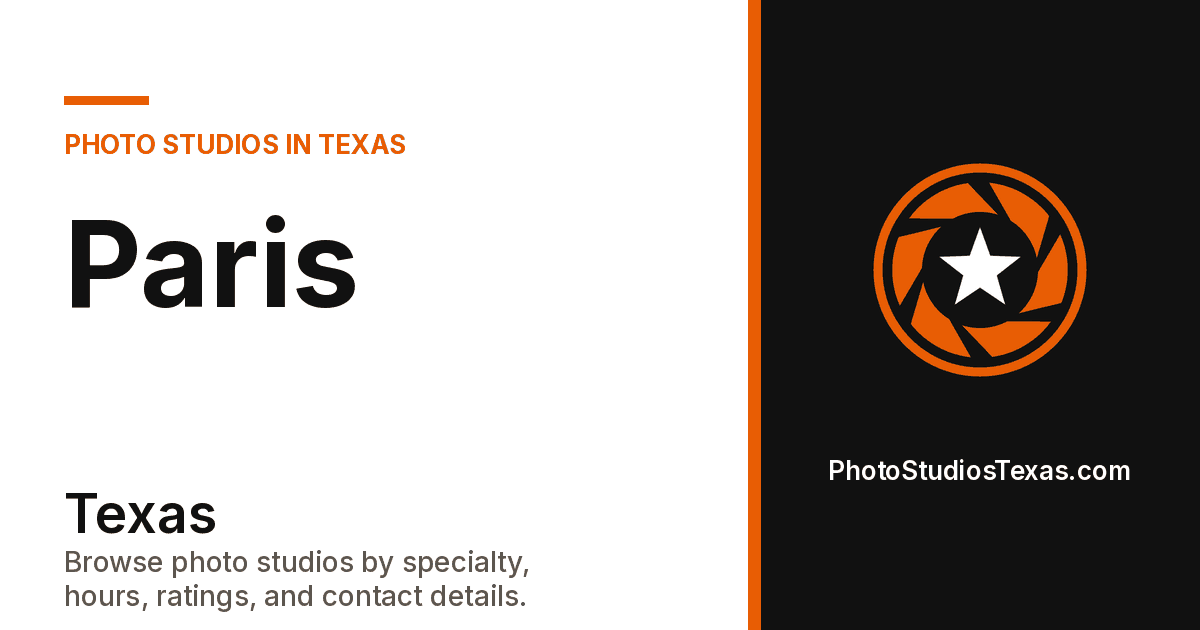 PHOTO STUDIOS IN TEXAS
Paris
Texas
Browse photo studios by specialty,
hours, ratings, and contact details.
PhotoStudiosTexas.com